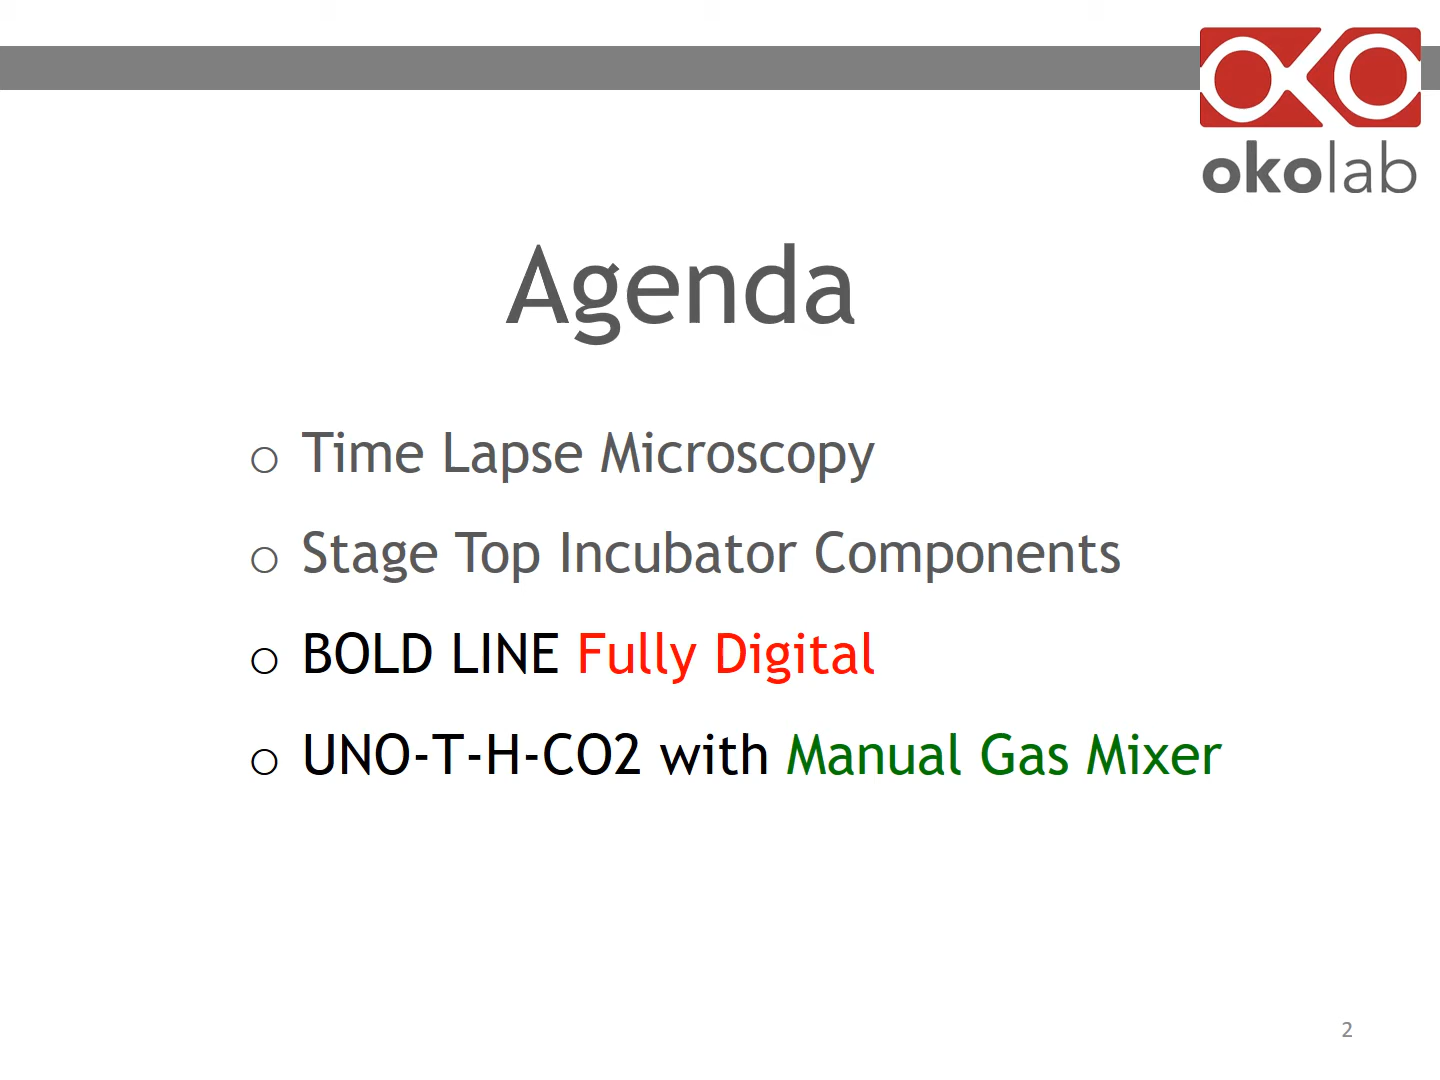 okolab
Agenda
○ Time Lapse Microscopy
○ Stage Top Incubator Components
○ BOLD LINE Fully Digital
○ UNO-T-H-CO2 with Manual Gas Mixer
2